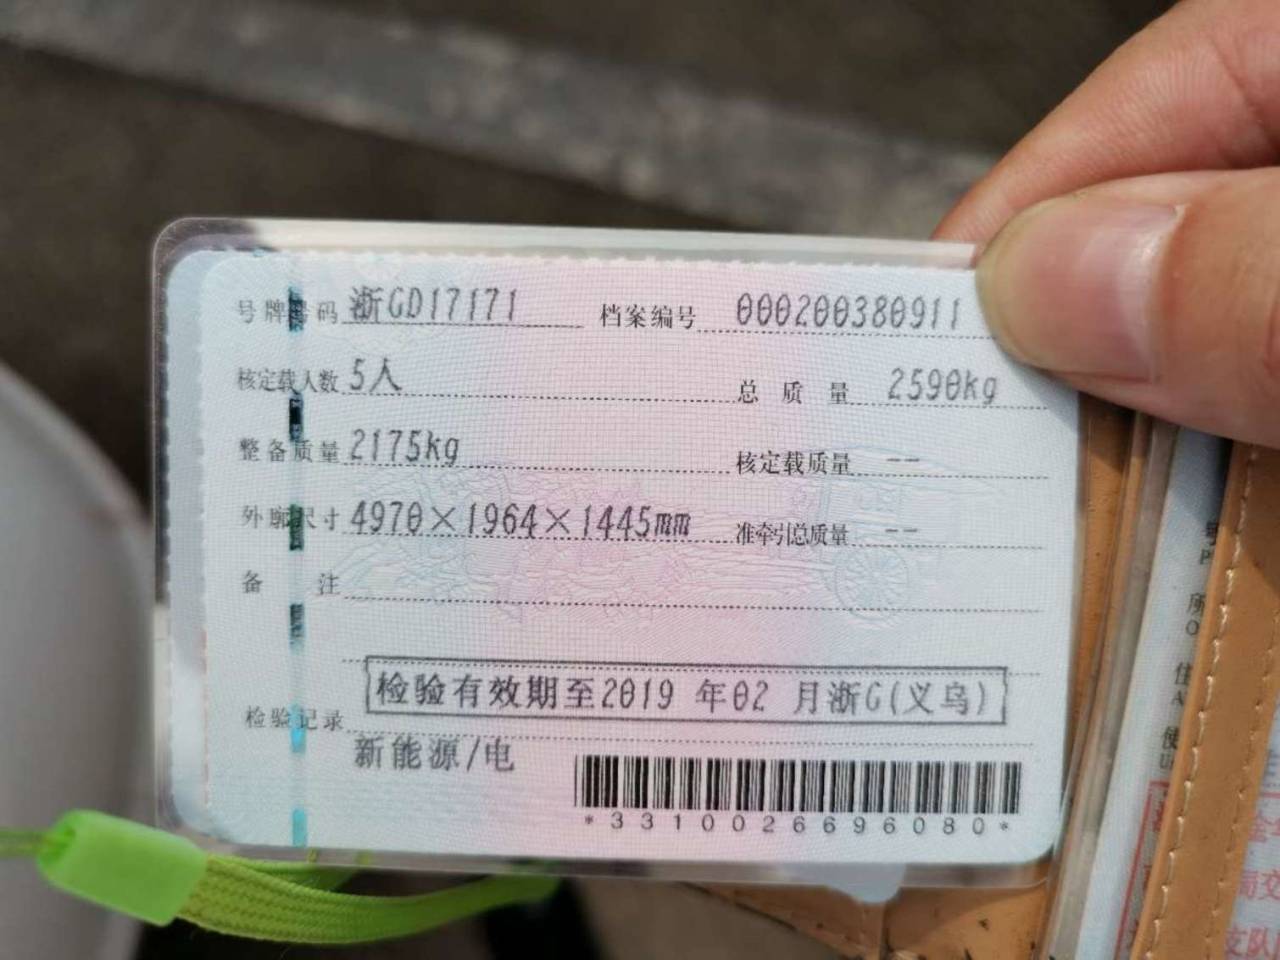 号牌号码 浙GD17171 档案编号 000200380911
核定载人数 5人 总质量 2590kg
整备质量 2175kg 核定载质量 --
外廓尺寸 4970×1964×1445mm 准牵引总质量 --
备注
检验记录 检验有效期至2019 年02 月浙G(义乌)
新能源/电
*3310026696080*